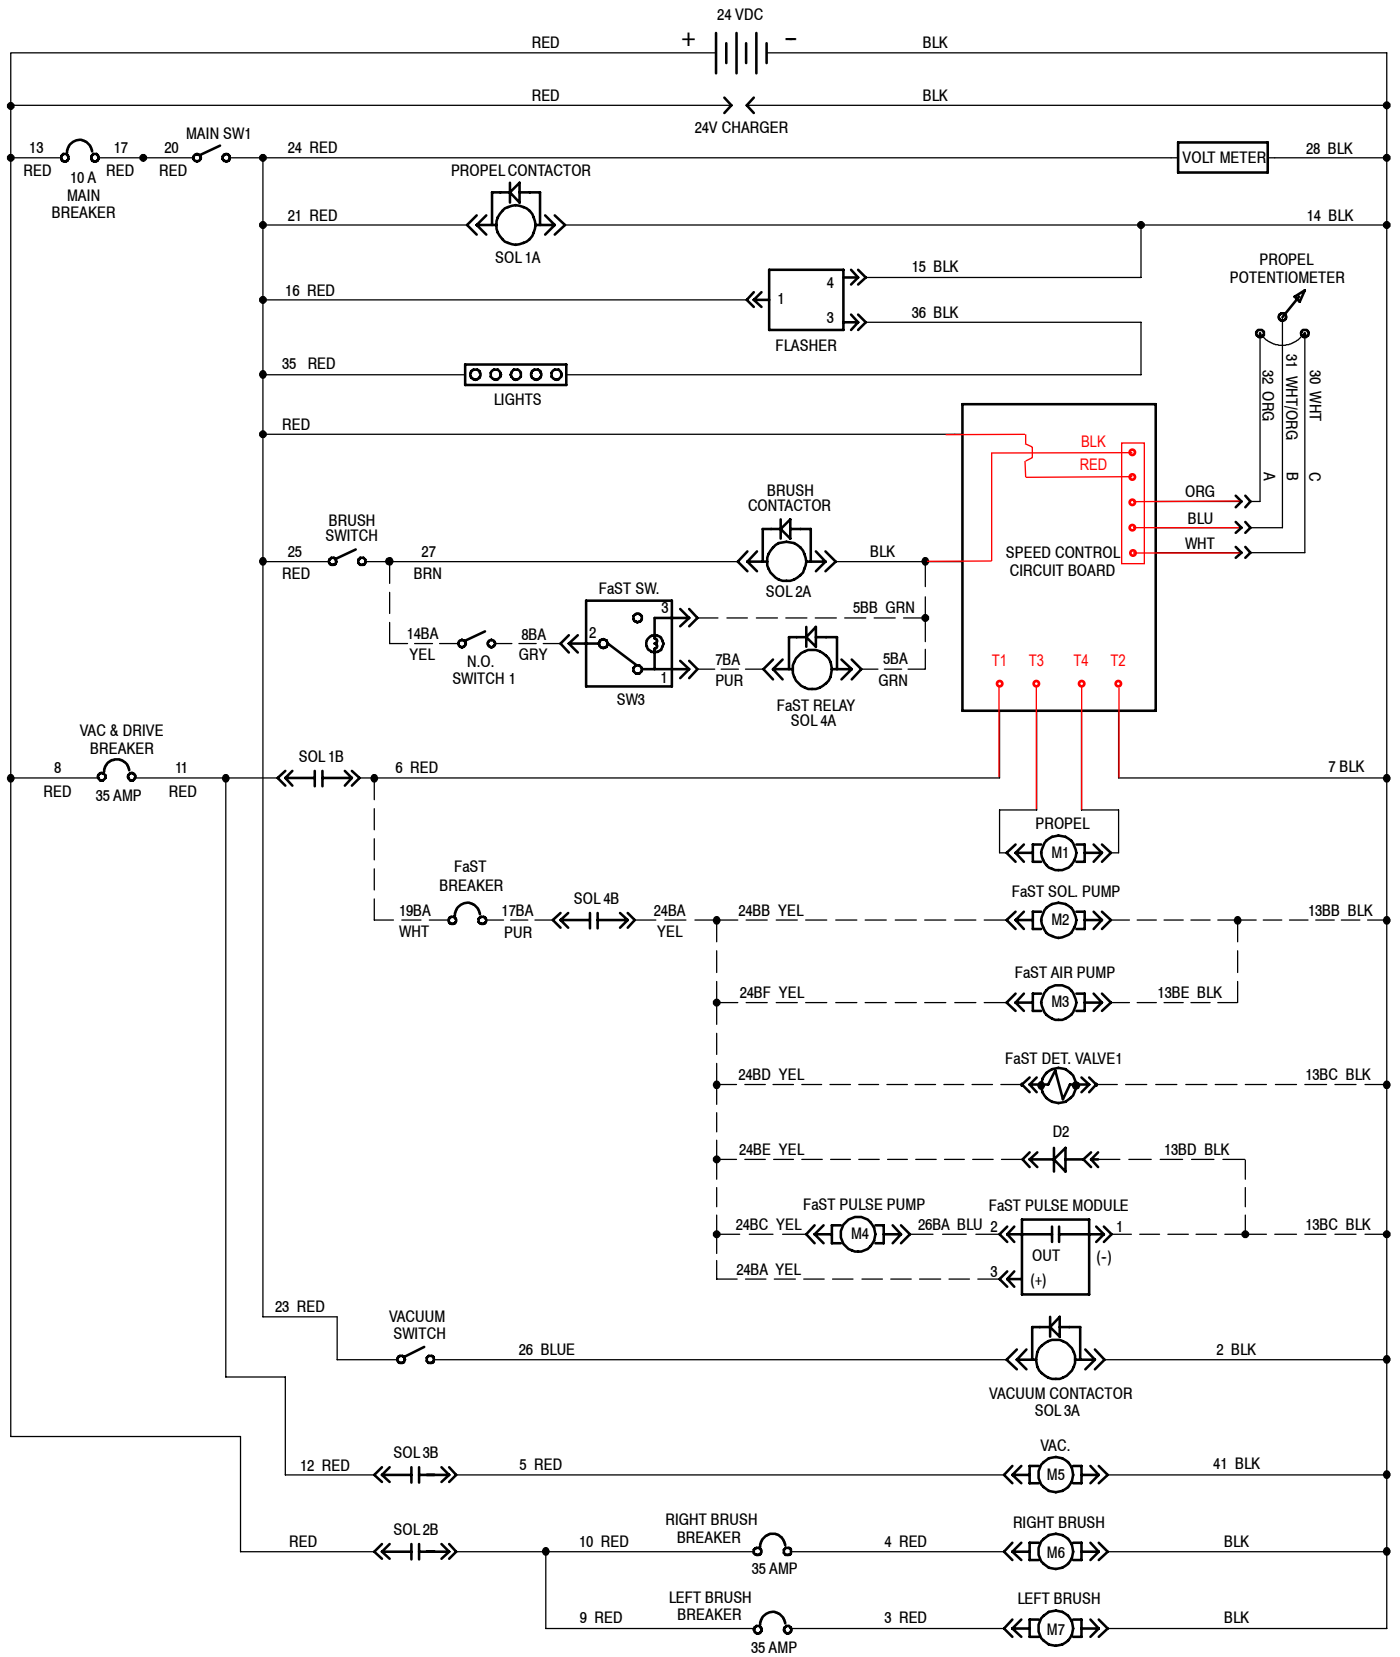 24 VDC
RED + - BLK
RED BLK
24V CHARGER
13 17 20 MAIN SW1 24 RED VOLT METER 28 BLK
RED RED RED
10 A
MAIN
BREAKER
PROPEL CONTACTOR
21 RED 14 BLK
SOL 1A
15 BLK
PROPEL
POTENTIOMETER
16 RED 1 4
3 36 BLK
FLASHER
35 RED
LIGHTS
32 ORG A
31 WHT/ORG B
30 WHT C
RED
BLK
RED
ORG
BLU
WHT
SPEED CONTROL
CIRCUIT BOARD
BRUSH
CONTACTOR
BRUSH
SWITCH
25 27 BLK
RED BRN
SOL 2A
FaST SW.
3 5BB GRN
14BA 8BA 2
YEL GRY
N.O.
SWITCH 1
1 7BA 5BA
PUR GRN
SW3
FaST RELAY
SOL 4A
T1 T3 T4 T2
VAC & DRIVE
BREAKER
8 11 SOL 1B 6 RED 7 BLK
RED RED
35 AMP
PROPEL
M1
FaST
BREAKER
19BA 17BA SOL 4B 24BA
WHT PUR YEL
FaST SOL. PUMP
24BB YEL M2 13BB BLK
FaST AIR PUMP
24BF YEL M3 13BE BLK
FaST DET. VALVE1
24BD YEL 13BC BLK
D2
24BE YEL 13BD BLK
FaST PULSE PUMP FaST PULSE MODULE
24BC YEL M4 26BA BLU 2 1 13BC BLK
OUT (-)
24BA YEL 3 (+)
23 RED
VACUUM
SWITCH
26 BLUE 2 BLK
VACUUM CONTACTOR
SOL 3A
SOL 3B VAC.
12 RED 5 RED M5 41 BLK
SOL 2B RIGHT BRUSH
BREAKER
RIGHT BRUSH
RED 10 RED 4 RED M6 BLK
35 AMP
LEFT BRUSH
BREAKER
LEFT BRUSH
9 RED 3 RED M7 BLK
35 AMP